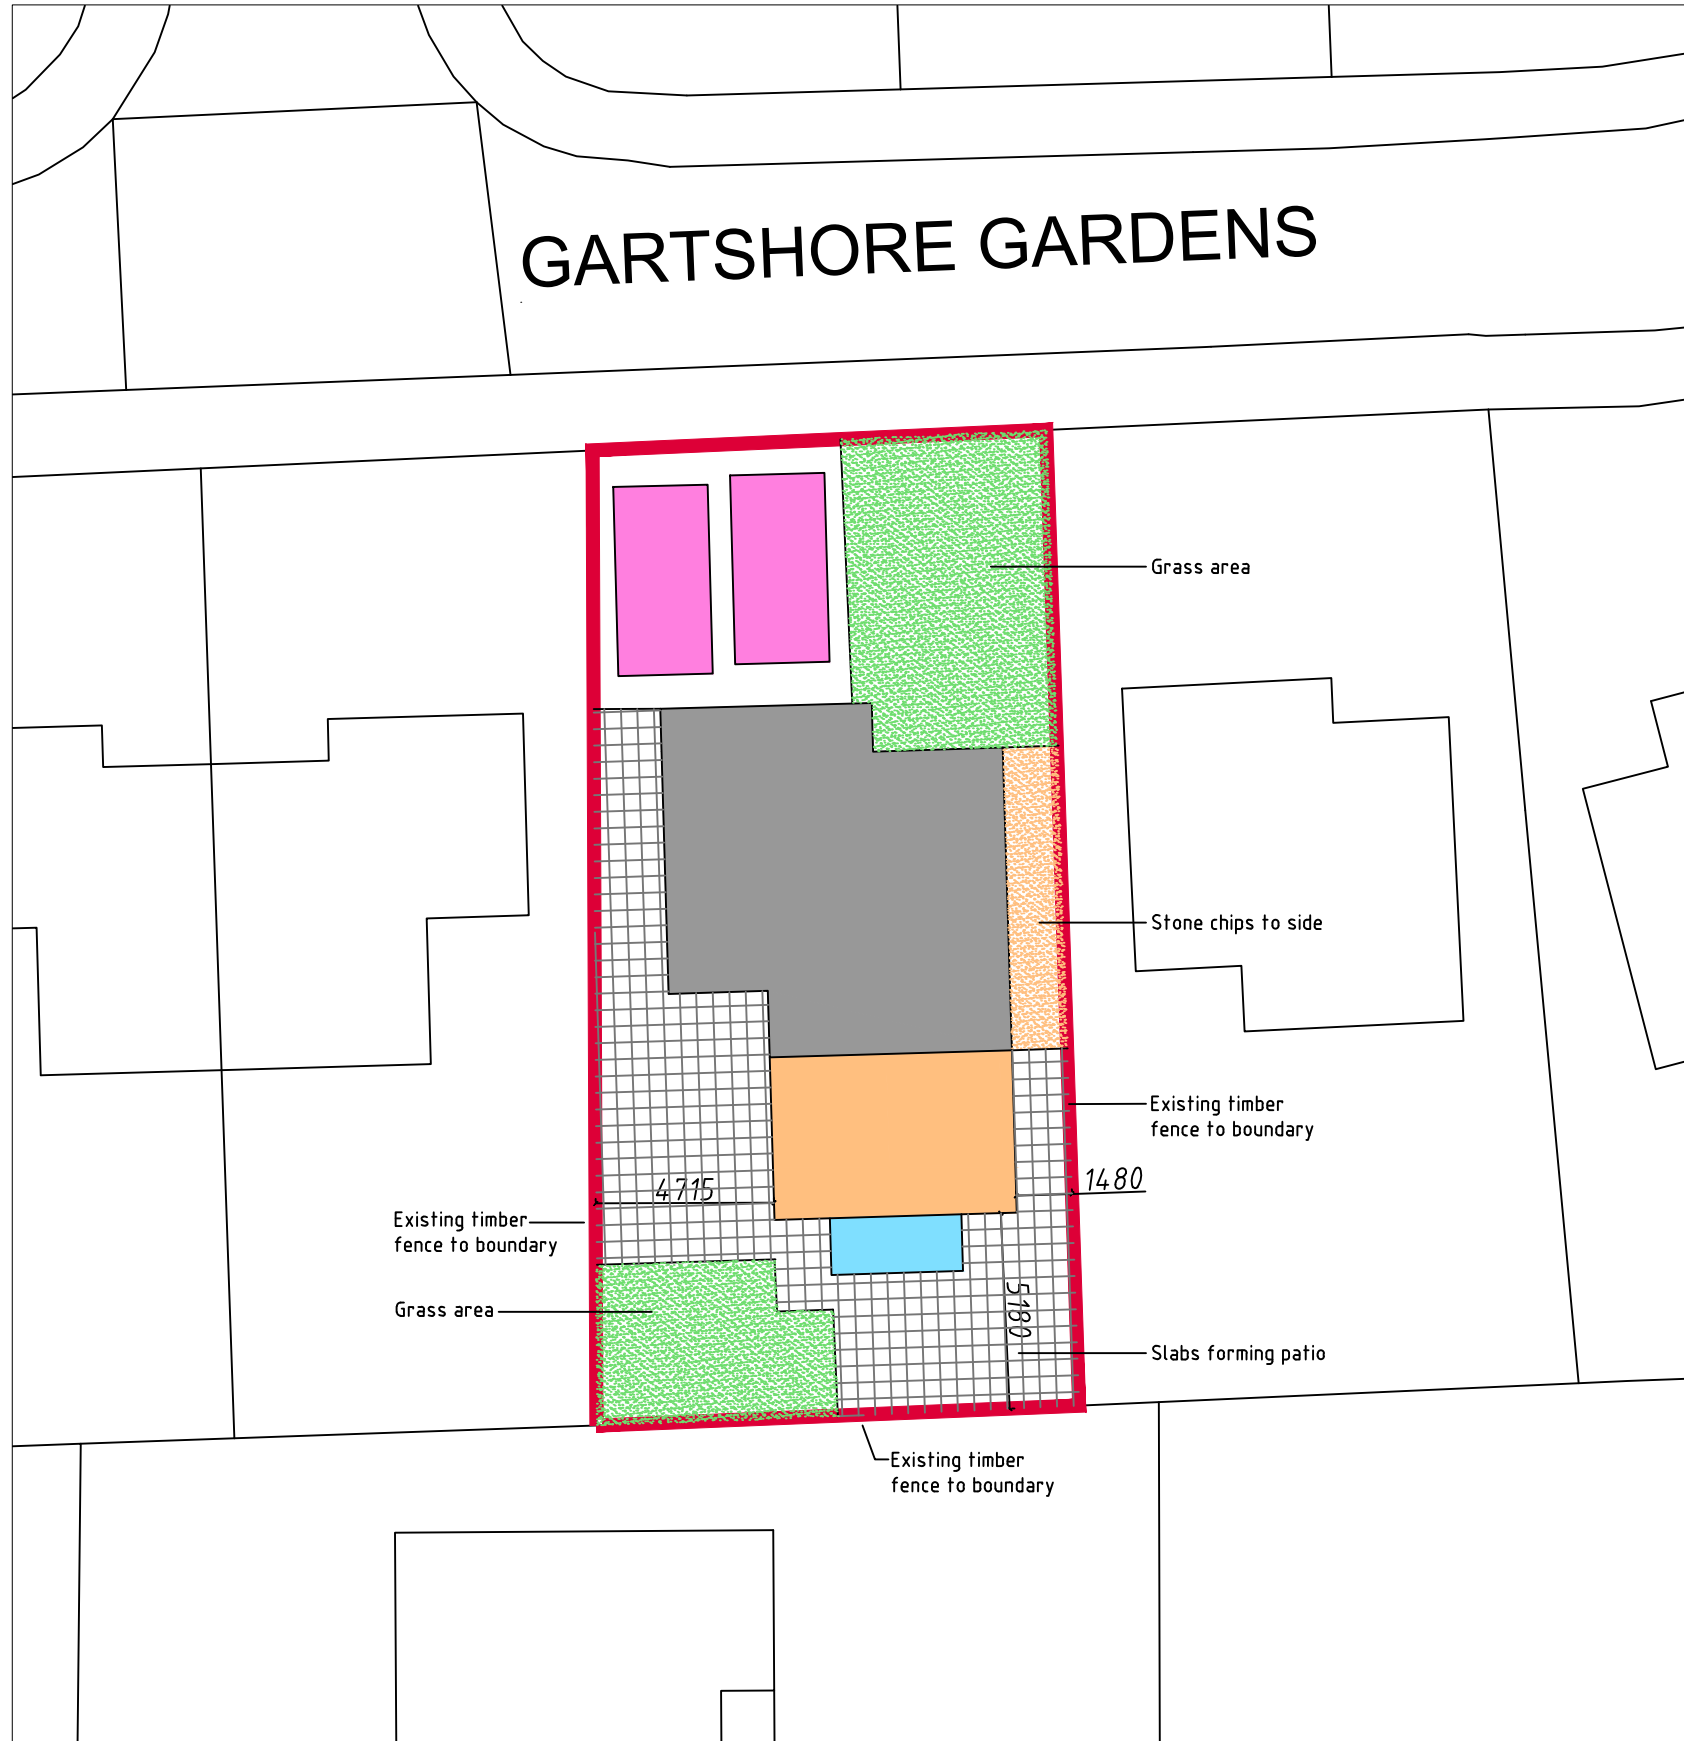 GARTSHORE GARDENS
Grass area
Stone chips to side
Existing timber
fence to boundary
1480
4715
Existing timber
fence to boundary
Grass area
5180
Slabs forming patio
Existing timber
fence to boundary